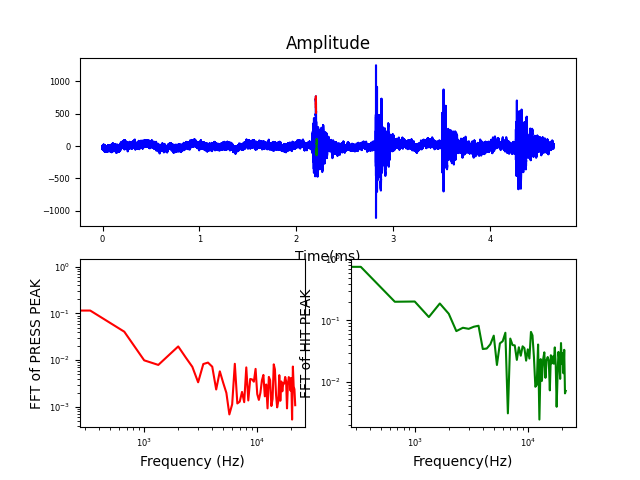 Amplitude
1000
500
0
−500
−1000
0 1 2 3 4
Time(ms)
FFT of PRESS PEAK
10⁰
10⁻¹
10⁻²
10⁻³
10³ 10⁴
Frequency (Hz)
FFT of HIT PEAK
10⁻¹
10⁻²
10³ 10⁴
Frequency(Hz)